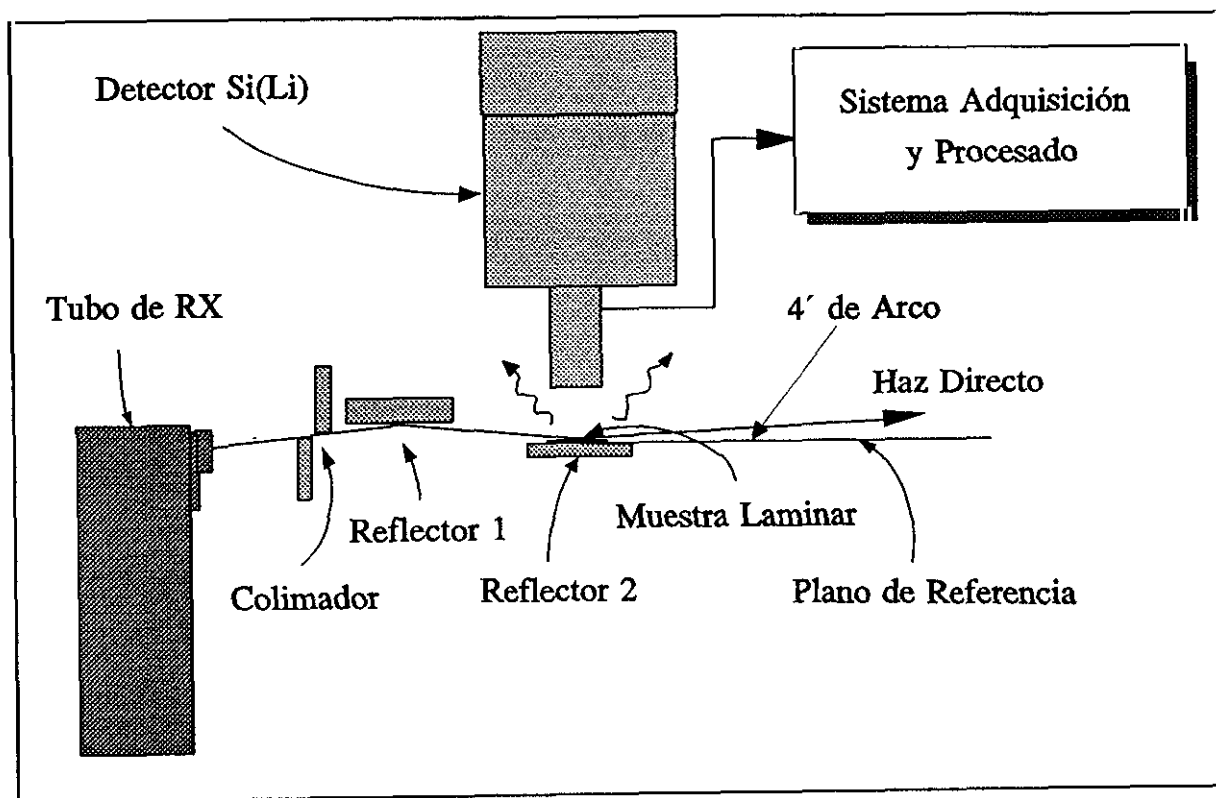 Detector Si(Li)
Sistema Adquisición
y Procesado
Tubo de RX
4´ de Arco
Haz Directo
Reflector 1
Muestra Laminar
Colimador
Reflector 2
Plano de Referencia